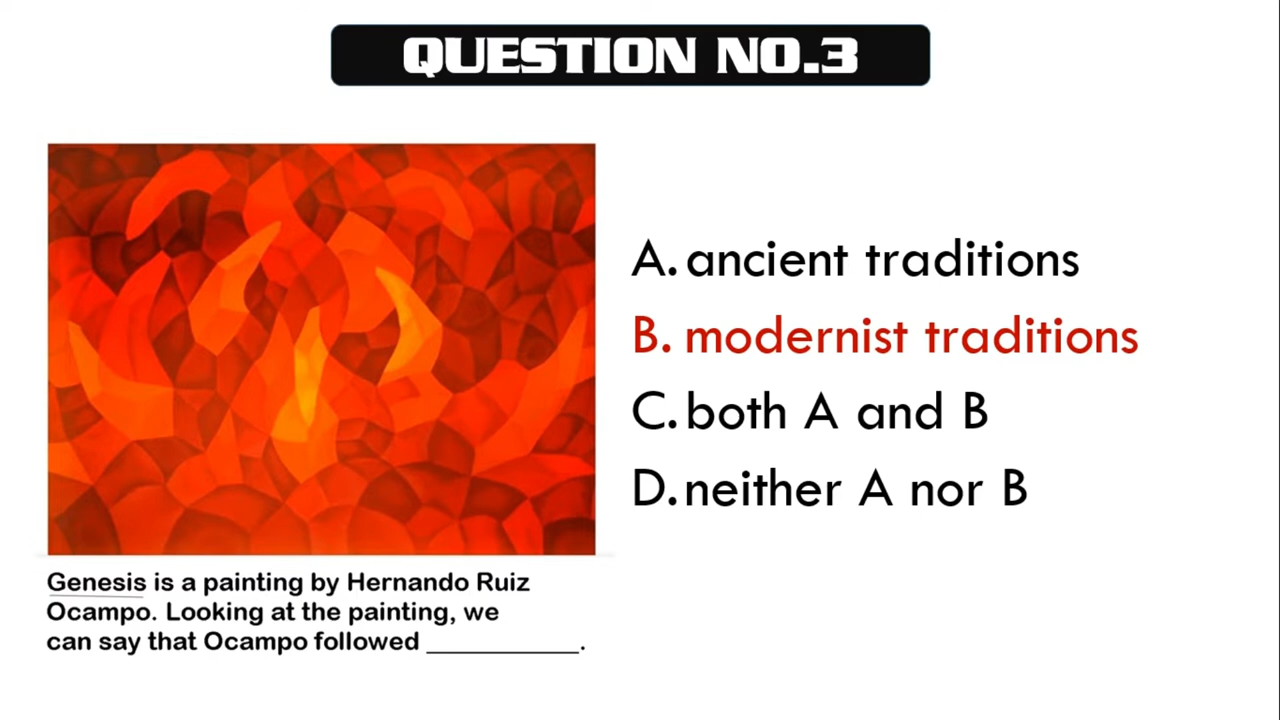 QUESTION NO.3
A. ancient traditions
B. modernist traditions
C. both A and B
D. neither A nor B
Genesis is a painting by Hernando Ruiz
Ocampo. Looking at the painting, we
can say that Ocampo followed ___________.